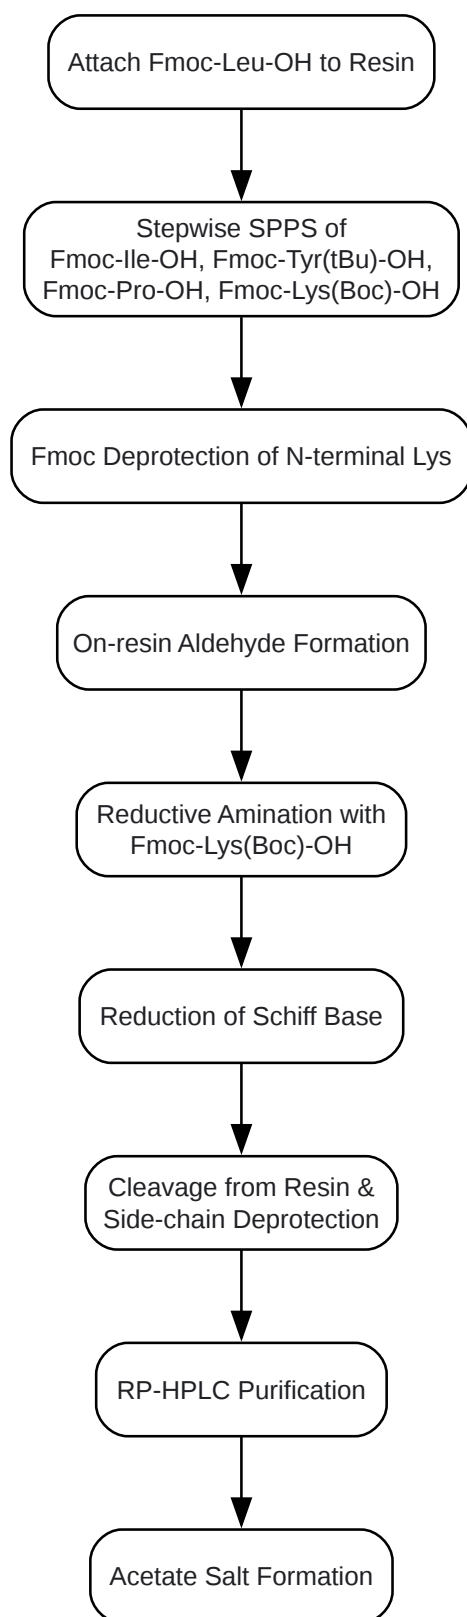 Attach Fmoc-Leu-OH to Resin
Stepwise SPPS of
Fmoc-Ile-OH, Fmoc-Tyr(tBu)-OH,
Fmoc-Pro-OH, Fmoc-Lys(Boc)-OH
Fmoc Deprotection of N-terminal Lys
On-resin Aldehyde Formation
Reductive Amination with
Fmoc-Lys(Boc)-OH
Reduction of Schiff Base
Cleavage from Resin &
Side-chain Deprotection
RP-HPLC Purification
Acetate Salt Formation